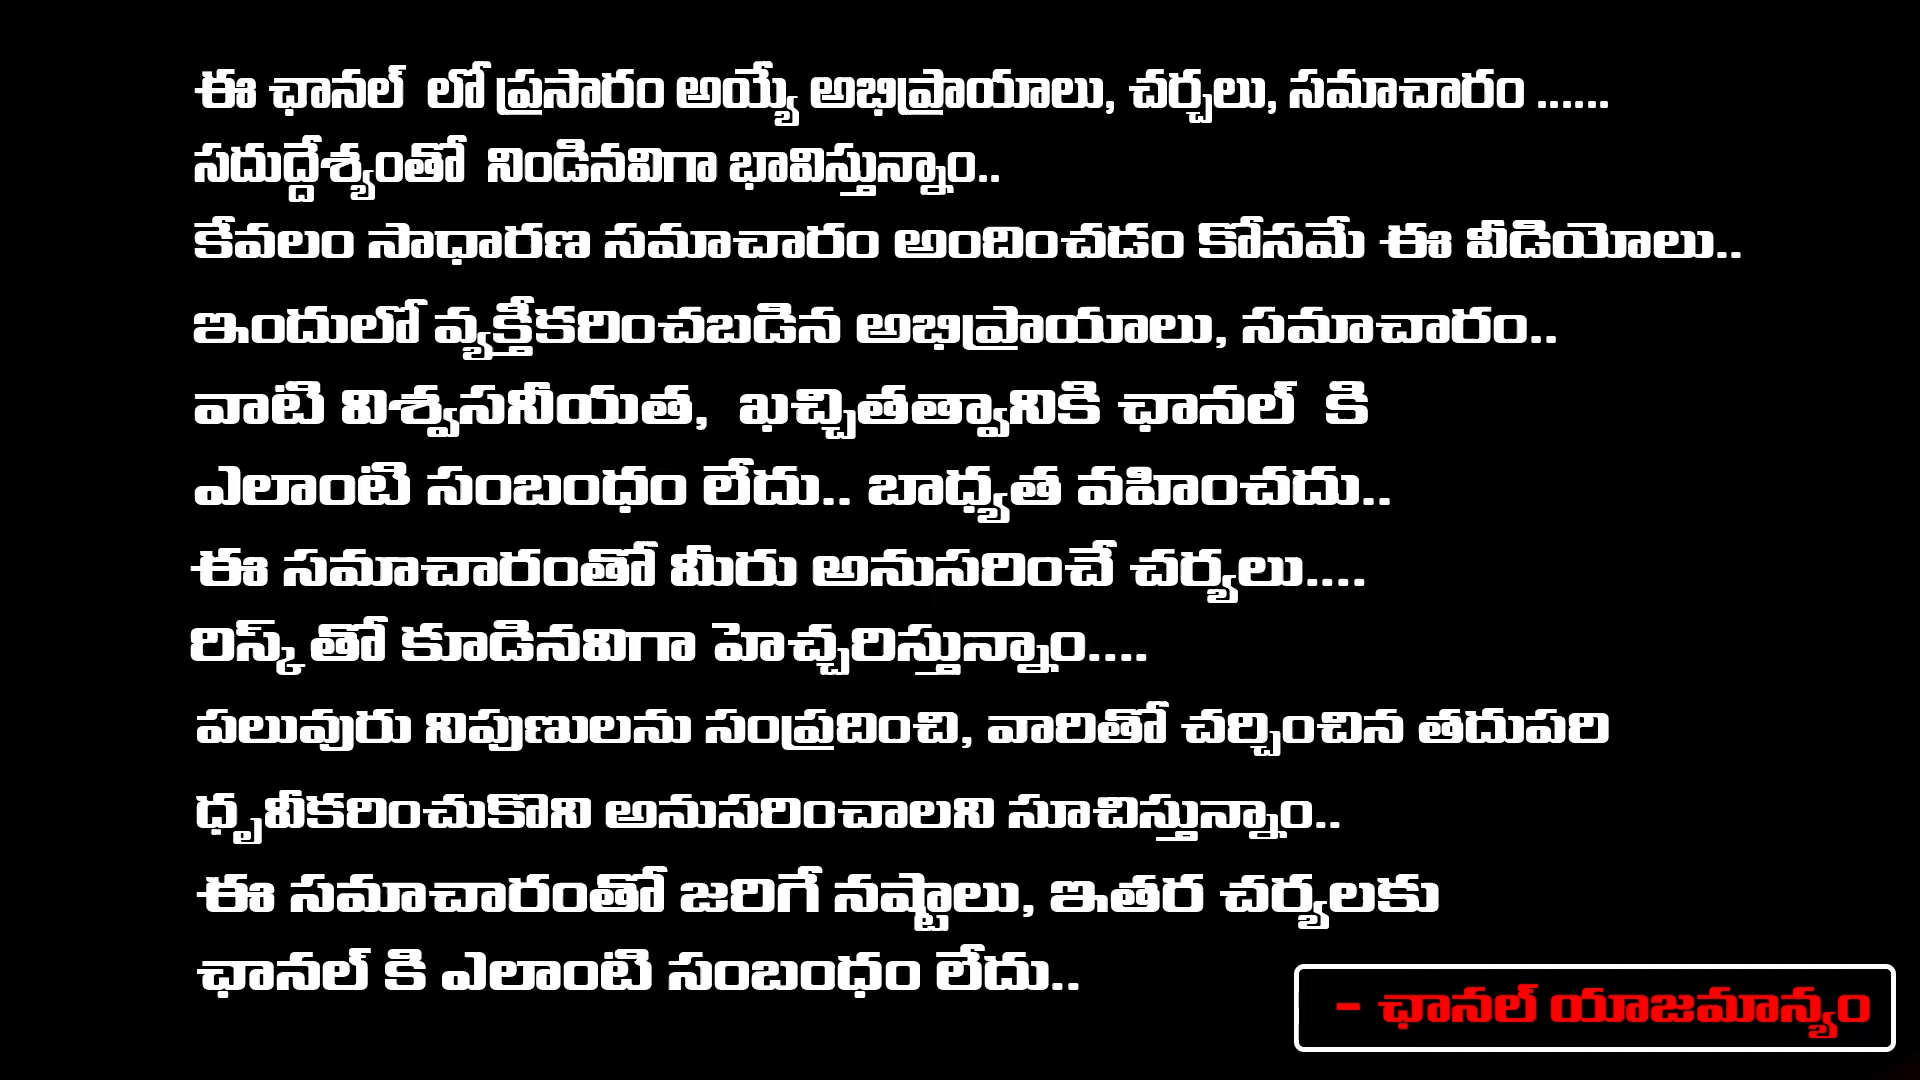 ఈ ఛానల్ లో ప్రసారం అయ్యే అభిప్రాయాలు, చర్చలు, సమాచారం ......
సదుద్దేశ్యంతో నిండినవిగా భావిస్తున్నాం..
కేవలం సాధారణ సమాచారం అందించడం కోసమే ఈ వీడియోలు..
ఇందులో వ్యక్తీకరించబడిన అభిప్రాయాలు, సమాచారం..
వాటి విశ్వసనీయత, ఖచ్చితత్వానికి ఛానల్ కి
ఎలాంటి సంబంధం లేదు.. బాధ్యత వహించదు..
ఈ సమాచారంతో మీరు అనుసరించే చర్యలు....
రిస్క్ తో కూడినవిగా హెచ్చరిస్తున్నాం....
పలువురు నిపుణులను సంప్రదించి, వారితో చర్చించిన తదుపరి
ధృవీకరించుకొని అనుసరించాలని సూచిస్తున్నాం..
ఈ సమాచారంతో జరిగే నష్టాలు, ఇతర చర్యలకు
ఛానల్ కి ఎలాంటి సంబంధం లేదు..
- ఛానల్ యాజమాన్యం